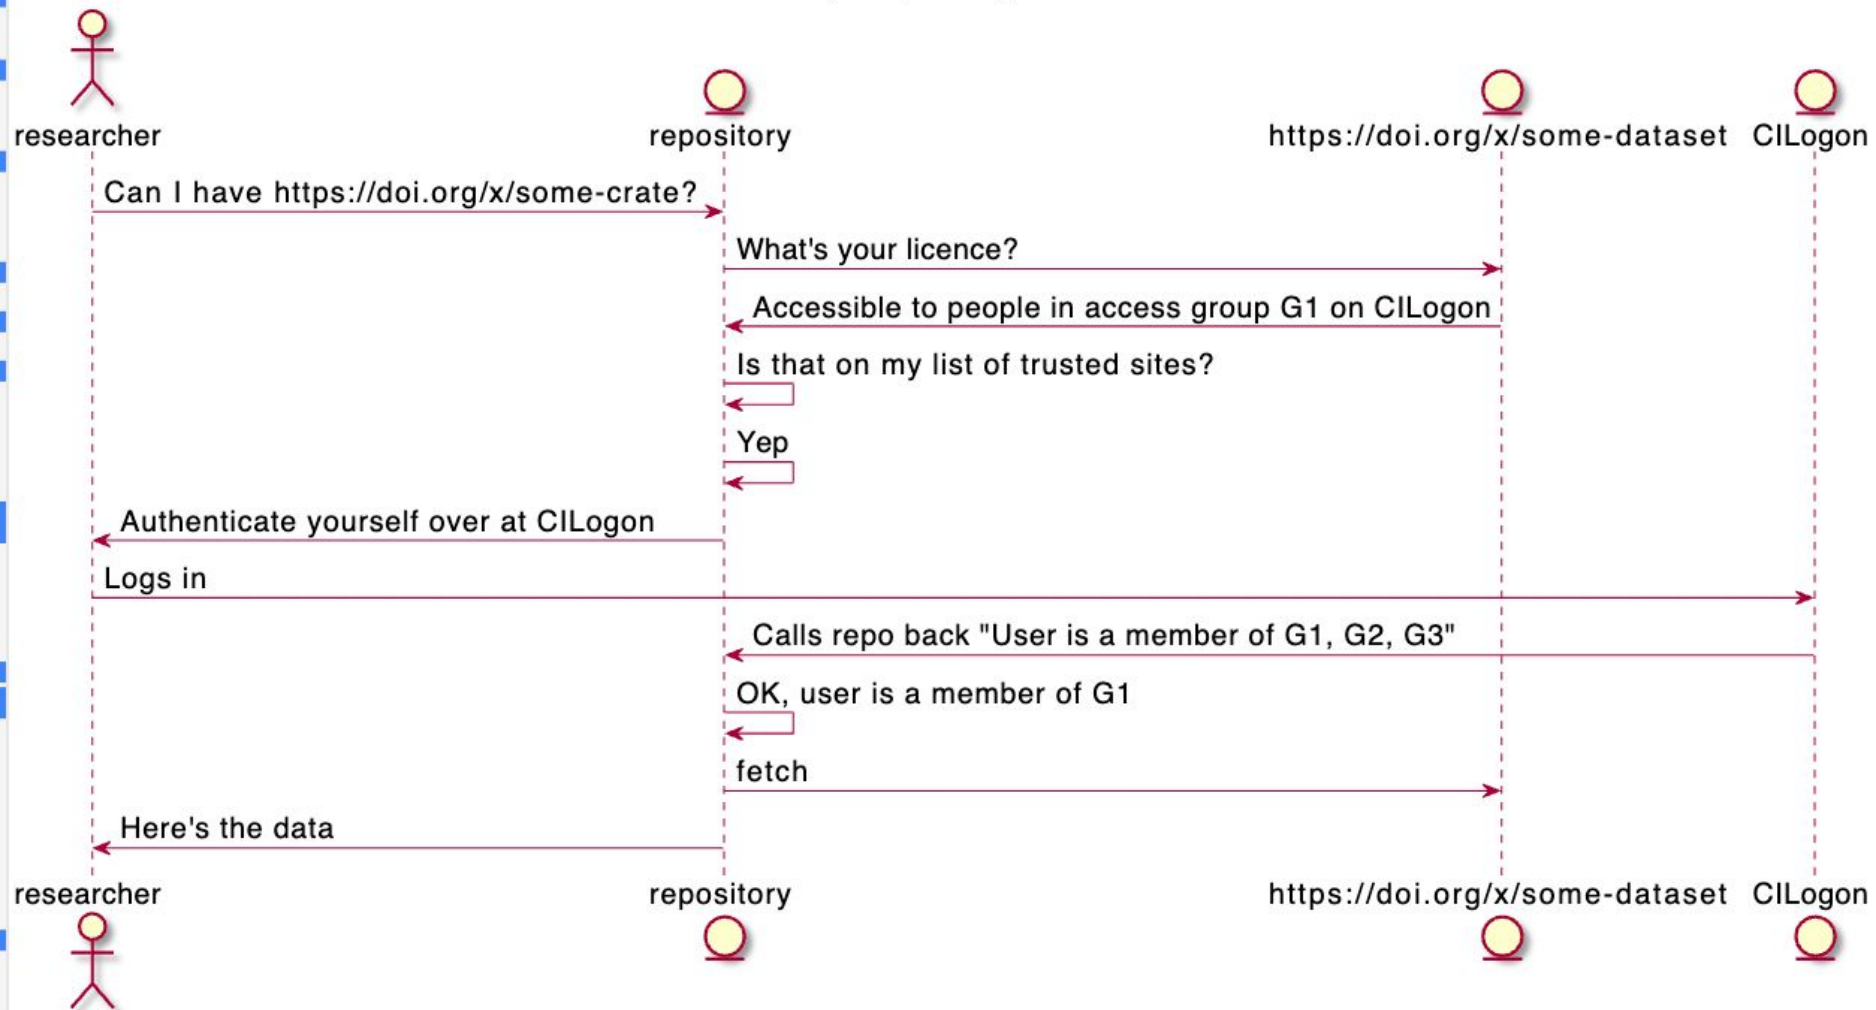 researcher
repository
https://doi.org/x/some-dataset
CILogon
Can I have https://doi.org/x/some-crate?
What's your licence?
Accessible to people in access group G1 on CILogon
Is that on my list of trusted sites?
Yep
Authenticate yourself over at CILogon
Logs in
Calls repo back "User is a member of G1, G2, G3"
OK, user is a member of G1
fetch
Here's the data
researcher
repository
https://doi.org/x/some-dataset
CILogon